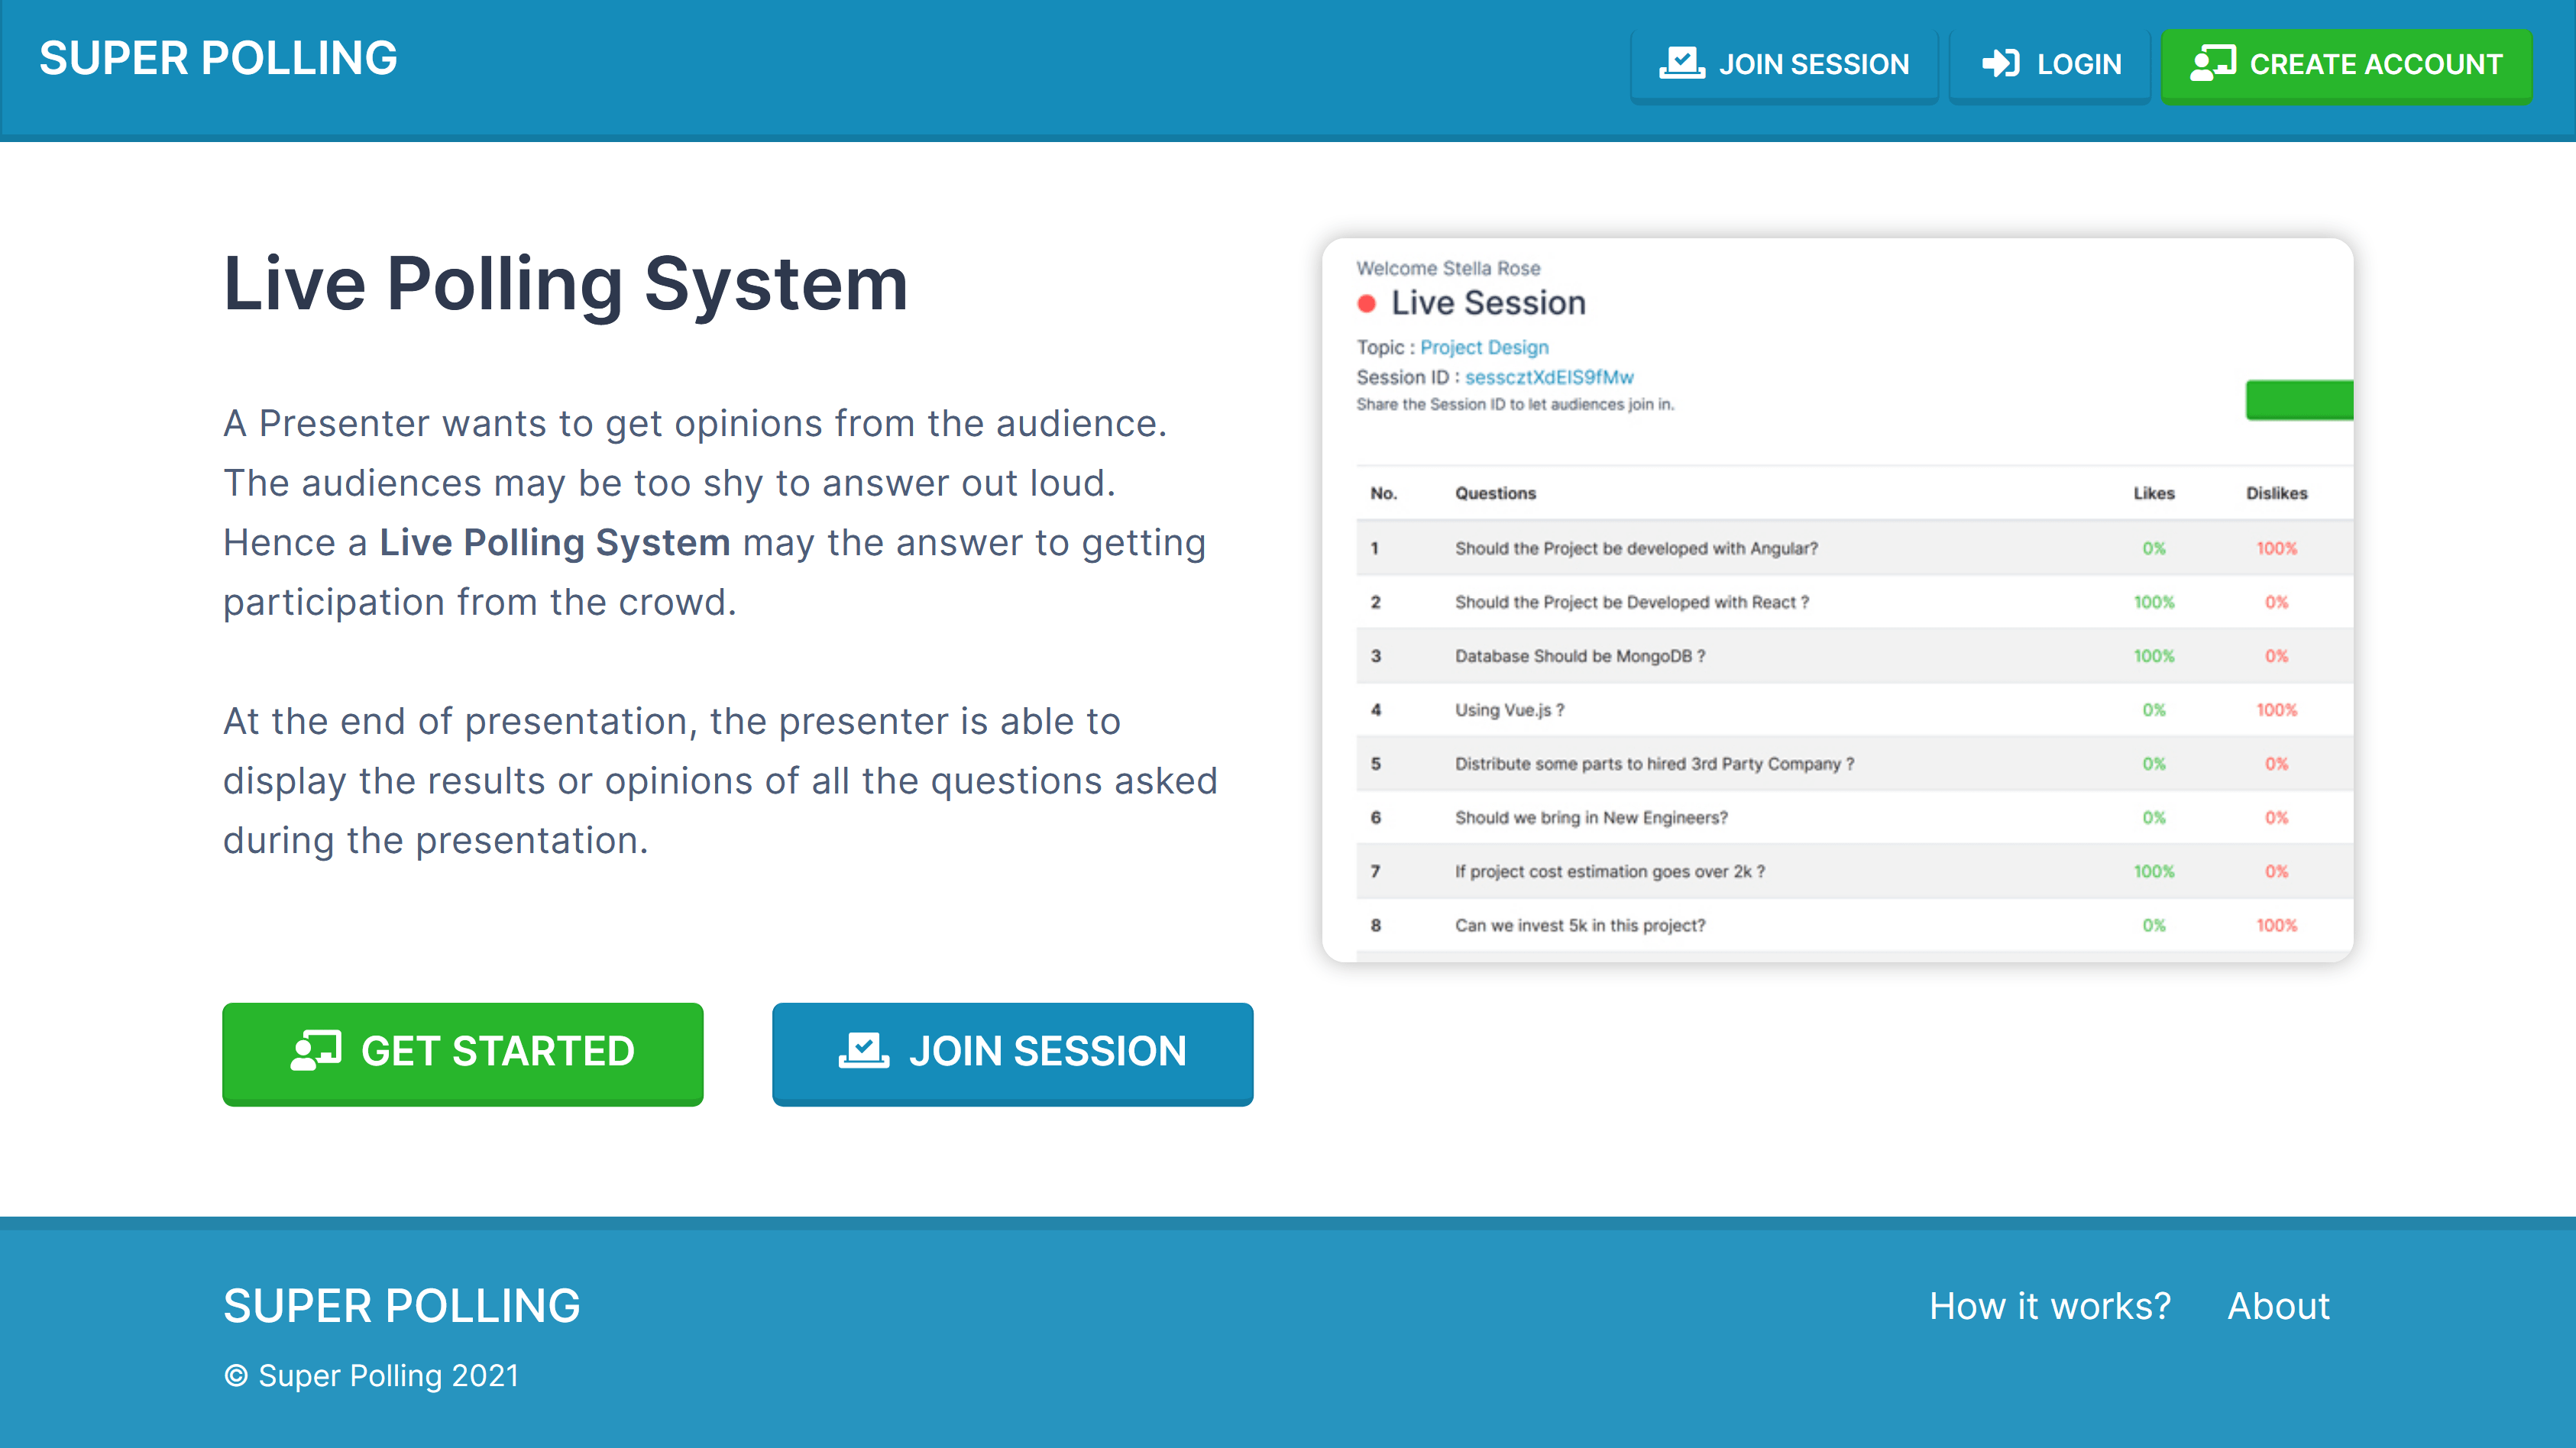 SUPER POLLING
JOIN SESSION
LOGIN
CREATE ACCOUNT
Live Polling System
A Presenter wants to get opinions from the audience.
The audiences may be too shy to answer out loud.
Hence a Live Polling System may the answer to getting
participation from the crowd.
At the end of presentation, the presenter is able to
display the results or opinions of all the questions asked
during the presentation.
GET STARTED
JOIN SESSION
Welcome Stella Rose
Live Session
Topic : Project Design
Session ID : sesscztXdEIS9fMw
Share the Session ID to let audiences join in.
No. Questions Likes Dislikes
1 Should the Project be developed with Angular? 0% 100%
2 Should the Project be Developed with React ? 100% 0%
3 Database Should be MongoDB ? 100% 0%
4 Using Vue.js ? 0% 100%
5 Distribute some parts to hired 3rd Party Company ? 0% 0%
6 Should we bring in New Engineers? 0% 0%
7 If project cost estimation goes over 2k ? 100% 0%
8 Can we invest 5k in this project? 0% 100%
SUPER POLLING
How it works?
About
© Super Polling 2021